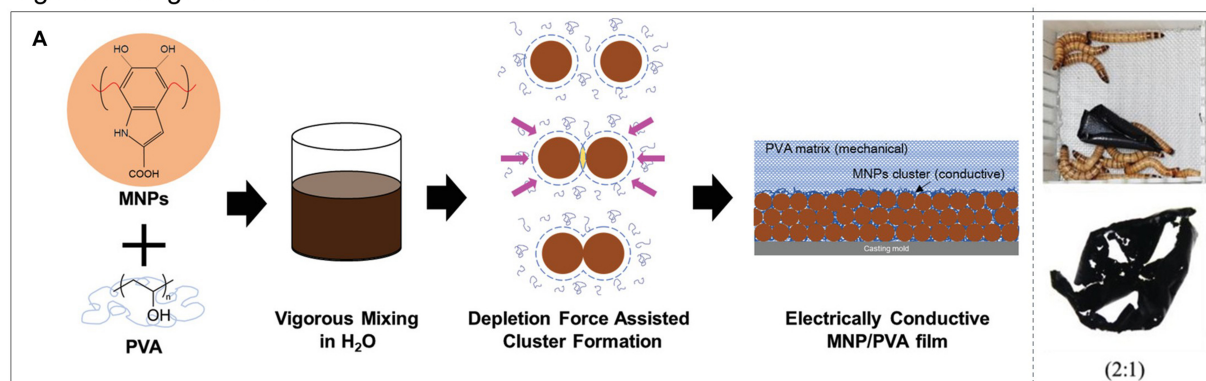 A
HO
OH
HN
COOH
MNPs
+
n
OH
PVA
Vigorous Mixing
in H₂O
Depletion Force Assisted
Cluster Formation
PVA matrix (mechanical)
MNPs cluster (conductive)
Casting mold
Electrically Conductive
MNP/PVA film
(2:1)